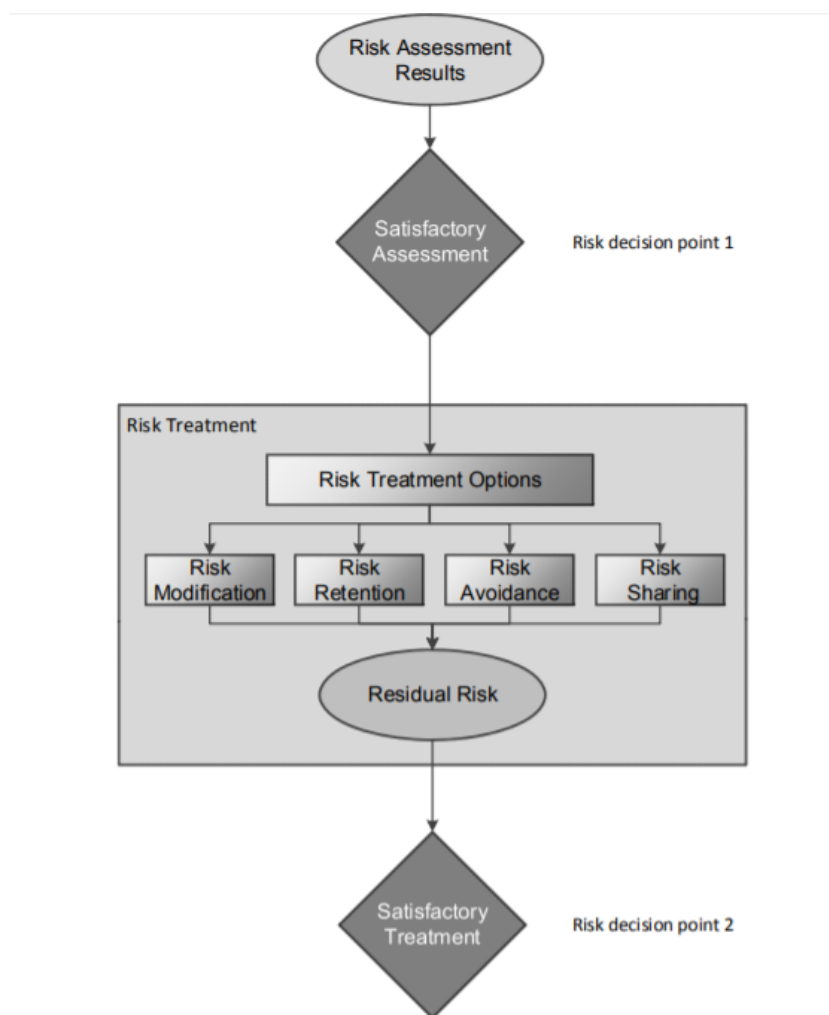 Risk Assessment
Results
Satisfactory
Assessment
Risk decision point 1
Risk Treatment
Risk Treatment Options
Risk
Modification
Risk
Retention
Risk
Avoidance
Risk
Sharing
Residual Risk
Satisfactory
Treatment
Risk decision point 2